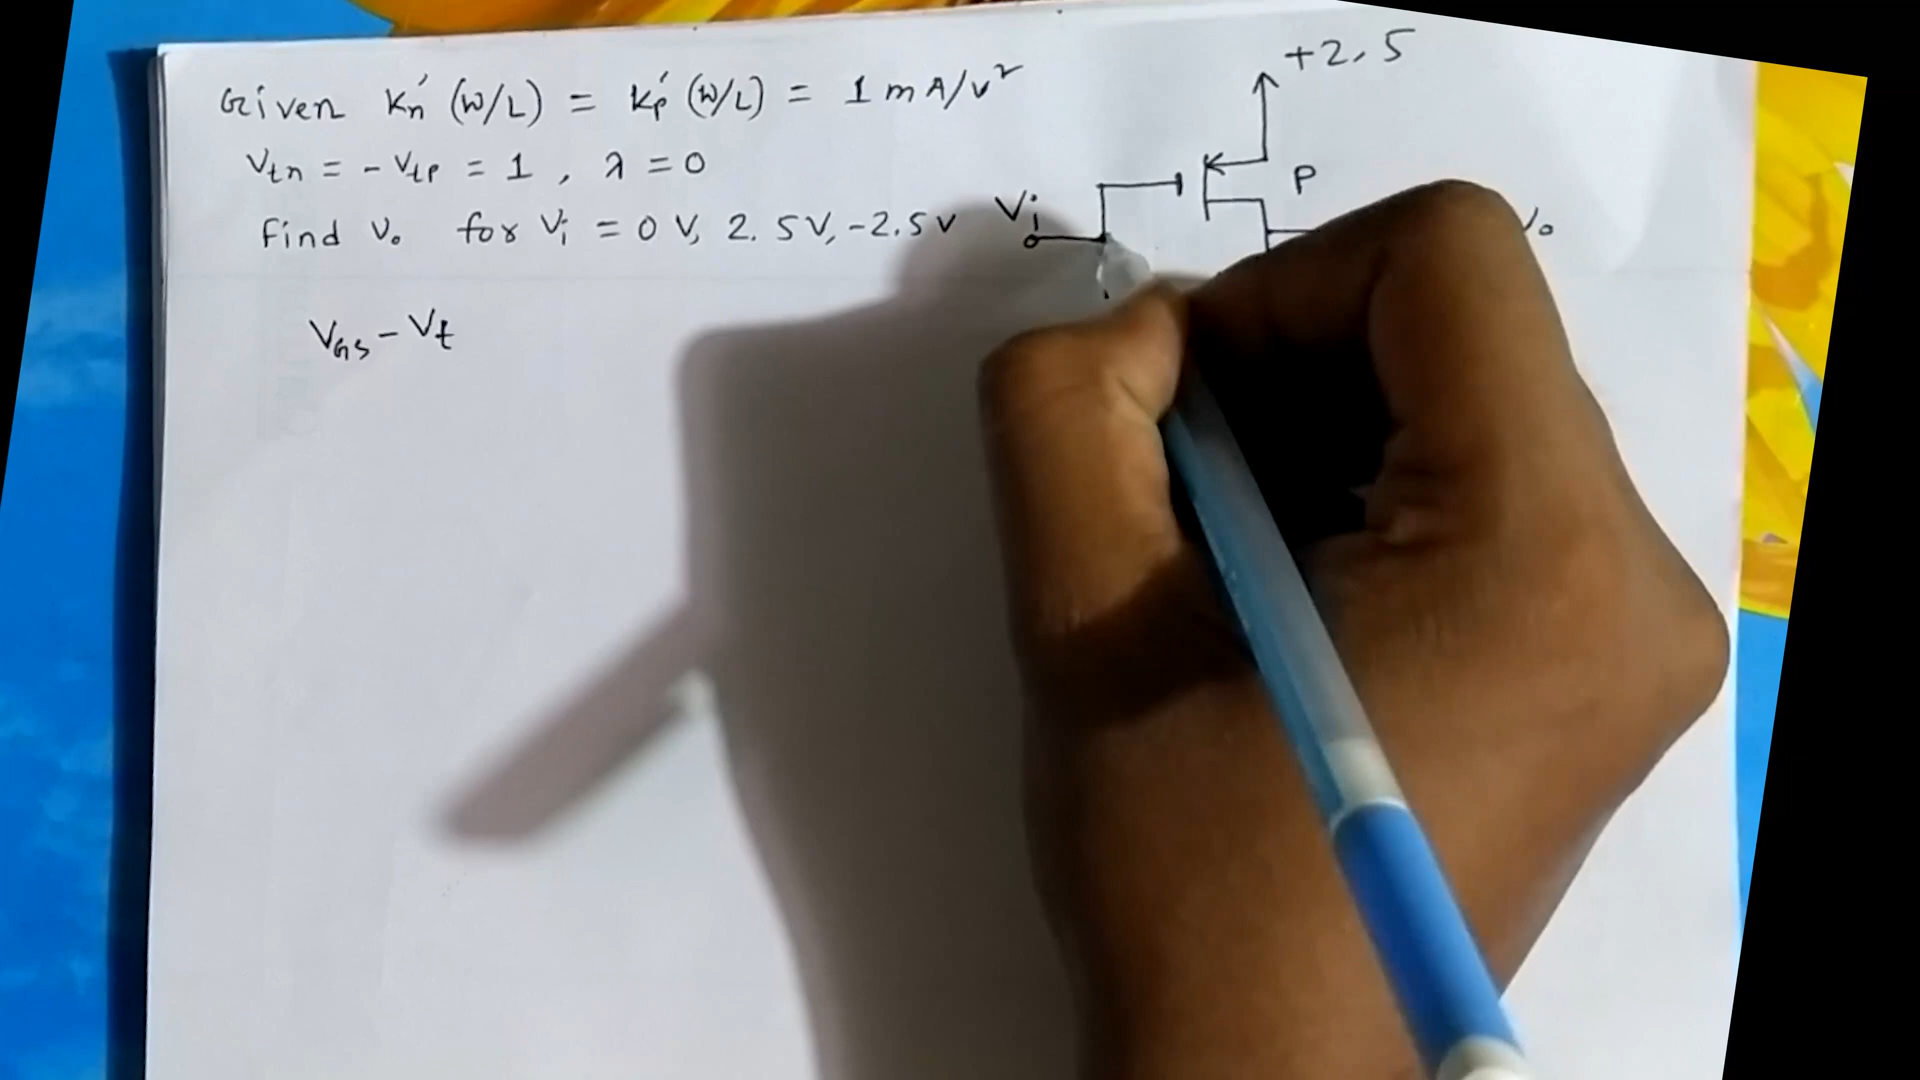 Given Kn' (W/L) = Kp' (W/L) = 1 mA/V²
Vtn = - Vtp = 1 , λ = 0
Find Vo for Vi = 0 V, 2.5V, -2.5V
VGS - Vt
+2.5
P
Vi
Vo